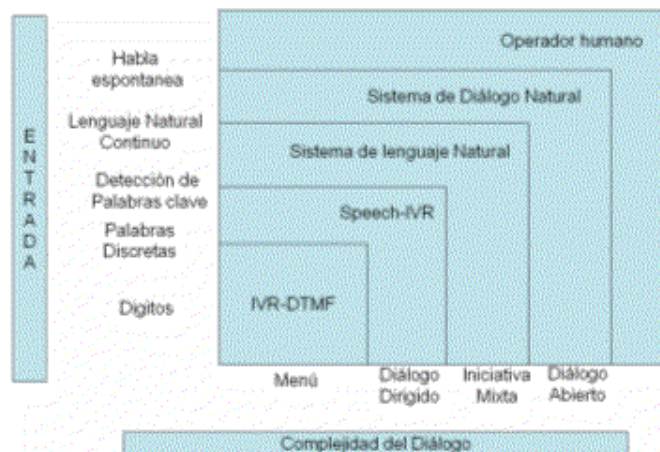 Operador humano
Habla
espontanea
Sistema de Diálogo Natural
Lenguaje Natural
Continuo
Sistema de lenguaje Natural
Detección de
Palabras clave
Speech-IVR
Palabras
Discretas
Digitos
IVR-DTMF
ENTRADA
Menú
Diálogo
Dirigido
Iniciativa
Mixta
Diálogo
Abierto
Complejidad del Diálogo